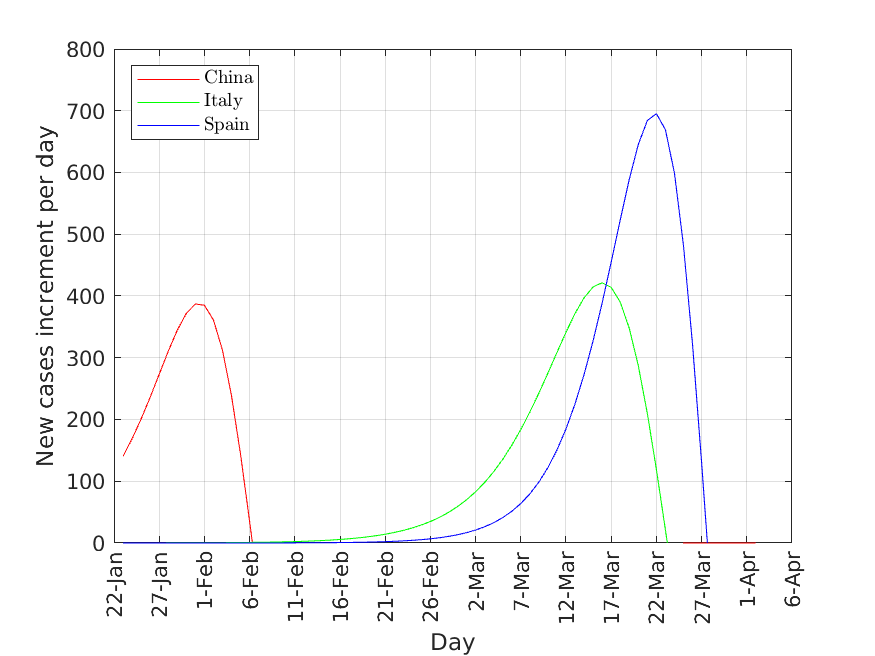 800
700
600
500
400
300
200
100
0
New cases increment per day
China
Italy
Spain
22-Jan
27-Jan
1-Feb
6-Feb
11-Feb
16-Feb
21-Feb
26-Feb
2-Mar
7-Mar
12-Mar
17-Mar
22-Mar
27-Mar
1-Apr
6-Apr
Day